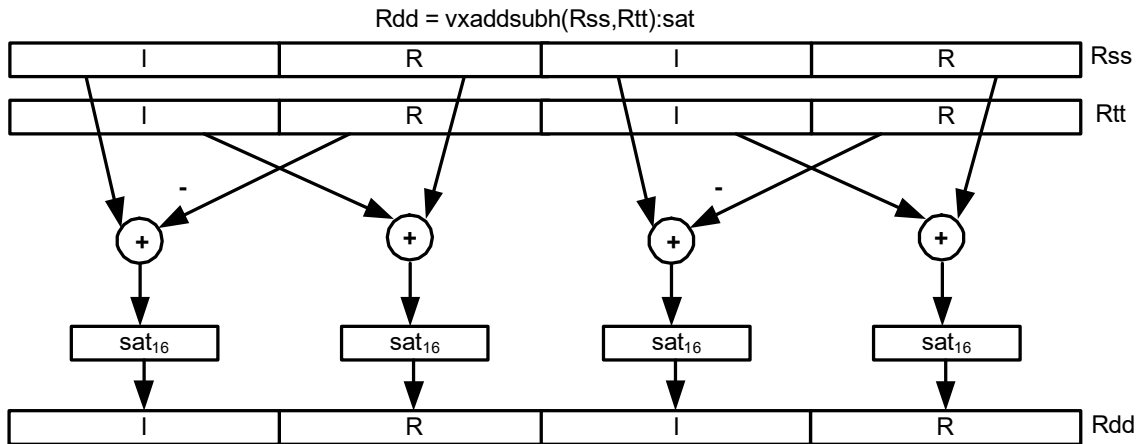 Rdd = vxaddsubh(Rss,Rtt):sat
I R I R Rss
I R I R Rtt
- -
+ + + +
sat16 sat16 sat16 sat16
I R I R Rdd